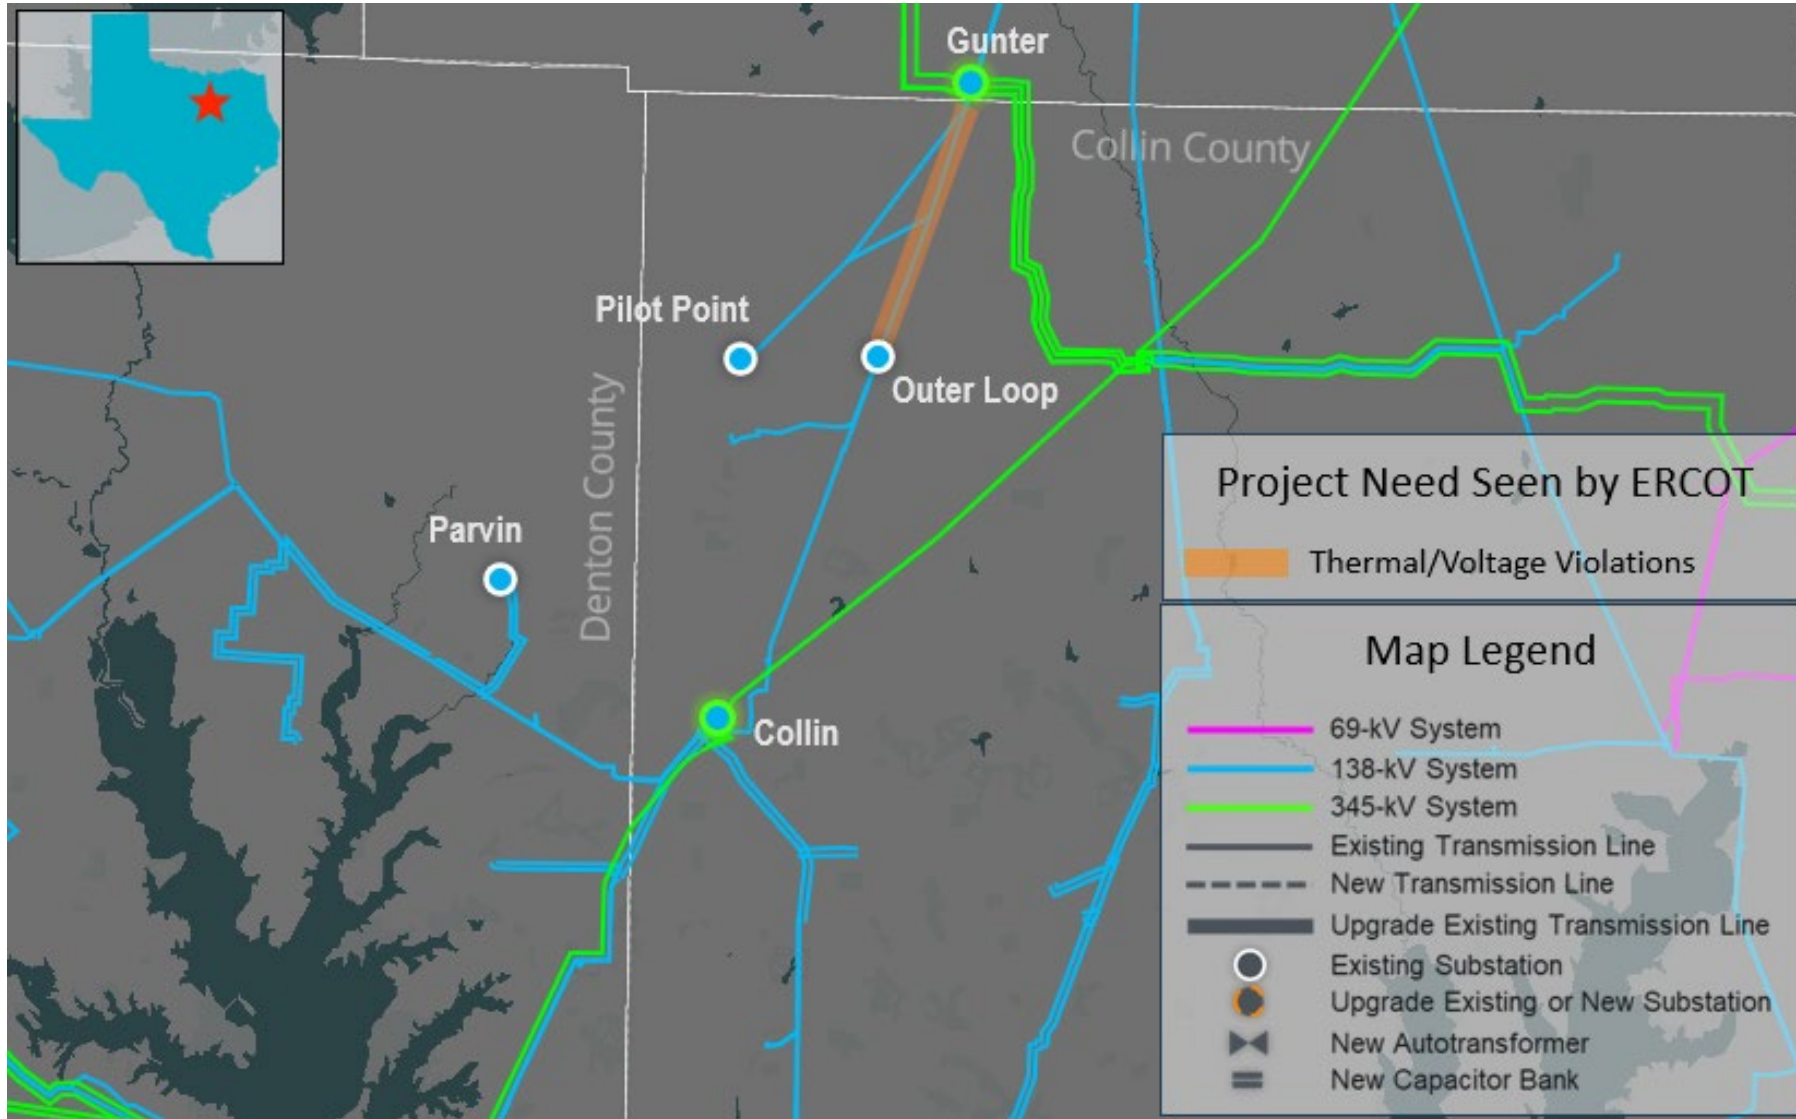 Gunter
Collin County
Pilot Point
Outer Loop
Denton County
Parvin
Collin
Project Need Seen by ERCOT
Thermal/Voltage Violations
Map Legend
69-kV System
138-kV System
345-kV System
Existing Transmission Line
New Transmission Line
Upgrade Existing Transmission Line
Existing Substation
Upgrade Existing or New Substation
New Autotransformer
New Capacitor Bank